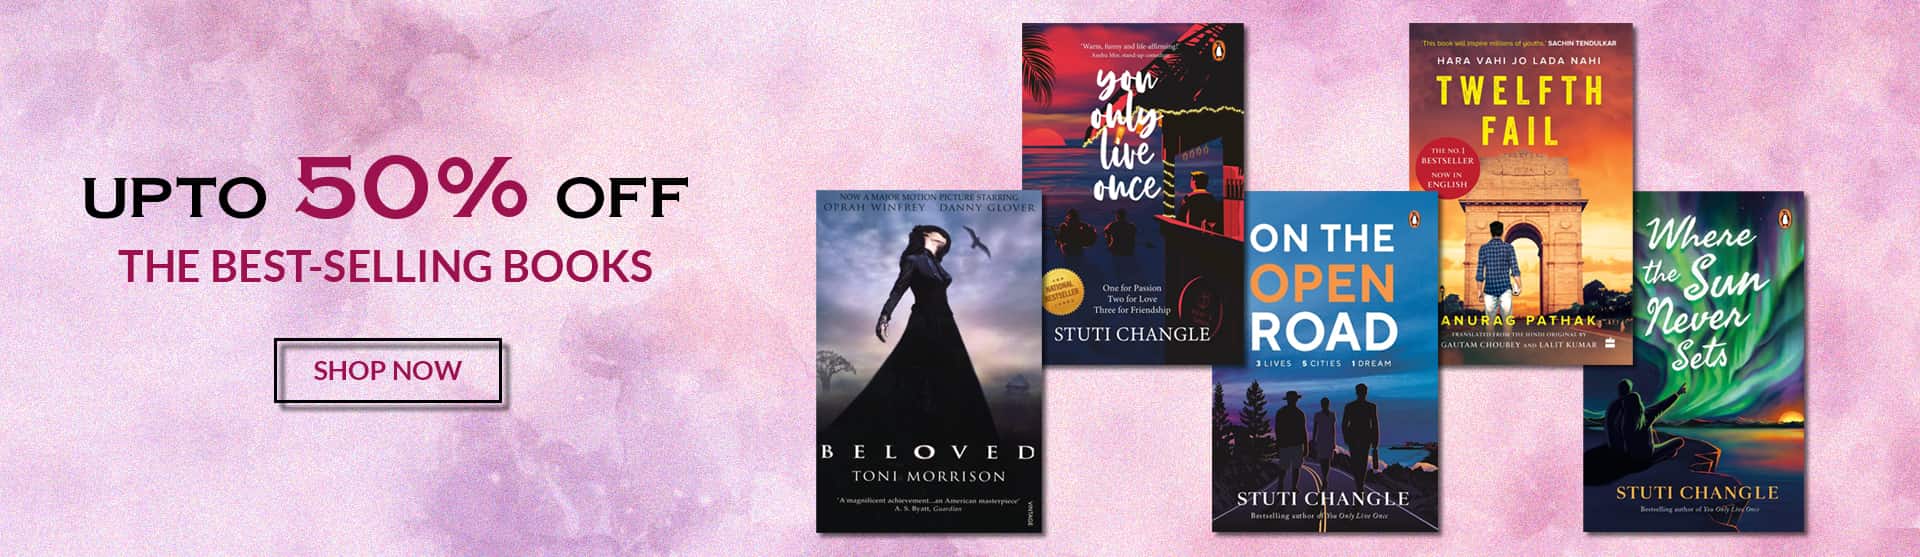 UPTO 50% OFF
THE BEST-SELLING BOOKS
SHOP NOW
NOW A MAJOR MOTION PICTURE STARRING
OPRAH WINFREY DANNY GLOVER
BELOVED
TONI MORRISON
'A magnificent achievement...an American masterpiece'
A. S. Byatt, Guardian
VINTAGE
'Warm, funny and life-affirming!'
you
only
live
once
NATIONAL
BESTSELLER
One for Passion
Two for Love
Three for Friendship
STUTI CHANGLE
ON THE
OPEN
ROAD
3 LIVES 5 CITIES 1 DREAM
STUTI CHANGLE
Bestselling author of You Only Live Once
'This book will inspire millions of youths.' SACHIN TENDULKAR
HARA VAHI JO LADA NAHI
TWELFTH
FAIL
THE NO. 1
BESTSELLER
NOW IN
ENGLISH
ANURAG PATHAK
TRANSLATED FROM THE HINDI ORIGINAL BY
GAUTAM CHOUBEY AND LALIT KUMAR
Where
the Sun
Never
Sets
STUTI CHANGLE
Bestselling author of You Only Live Once